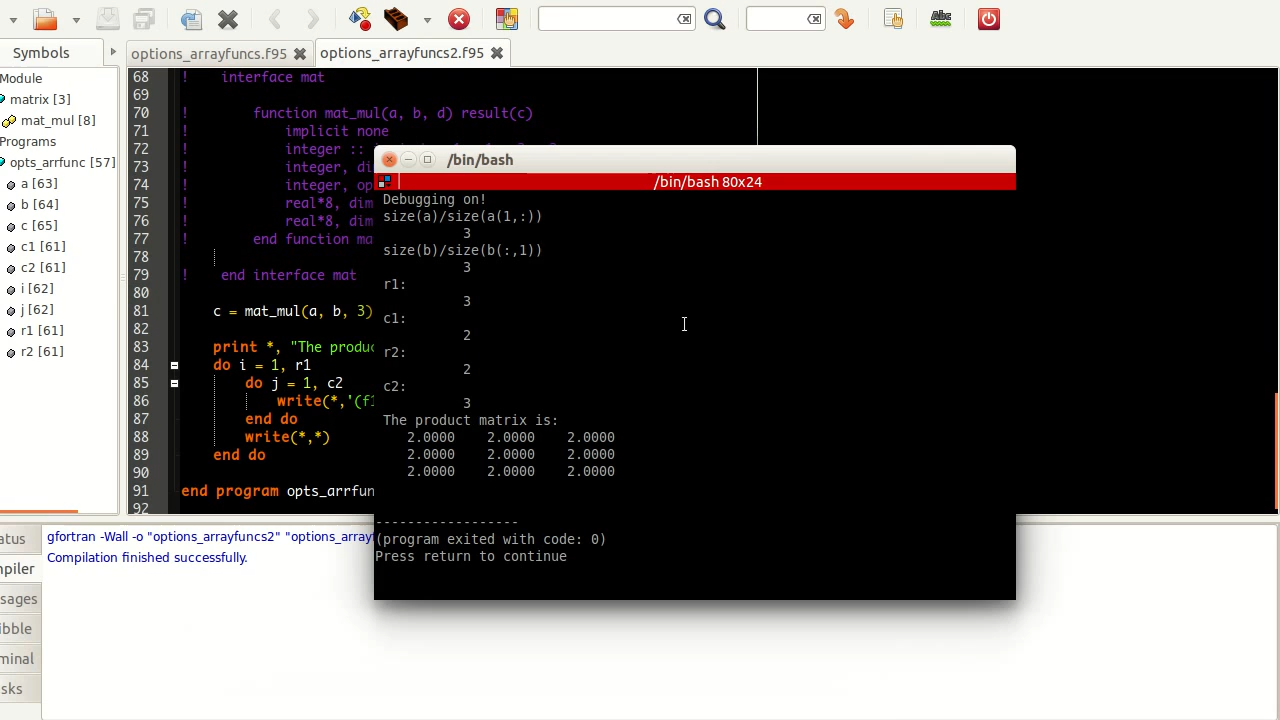 Abc
Symbols
options_arrayfuncs.f95
options_arrayfuncs2.f95
Module
matrix [3]
mat_mul [8]
Programs
opts_arrfunc [57]
a [63]
b [64]
c [65]
c1 [61]
c2 [61]
i [62]
j [62]
r1 [61]
r2 [61]
68 ! interface mat
69
70 ! function mat_mul(a, b, d) result(c)
71 ! implicit none
72 ! integer ::
73 ! integer, di
74 ! integer, op
75 ! real*8, dim
76 ! real*8, dim
77 ! end function ma
78
79 ! end interface mat
80
81 c = mat_mul(a, b, 3)
82
83 print *, "The produ
84 do i = 1, r1
85 do j = 1, c2
86 write(*,'(f1
87 end do
88 write(*,*)
89 end do
90
91 end program opts_arrfun
92
/bin/bash
/bin/bash 80x24
Debugging on!
size(a)/size(a(1,:))
3
size(b)/size(b(:,1))
3
r1:
3
c1:
2
r2:
2
c2:
3
The product matrix is:
2.0000 2.0000 2.0000
2.0000 2.0000 2.0000
2.0000 2.0000 2.0000
------------------
(program exited with code: 0)
Press return to continue
atus
mpiler
sages
ibble
minal
sks
gfortran -Wall -o "options_arrayfuncs2" "options_arrayf
Compilation finished successfully.